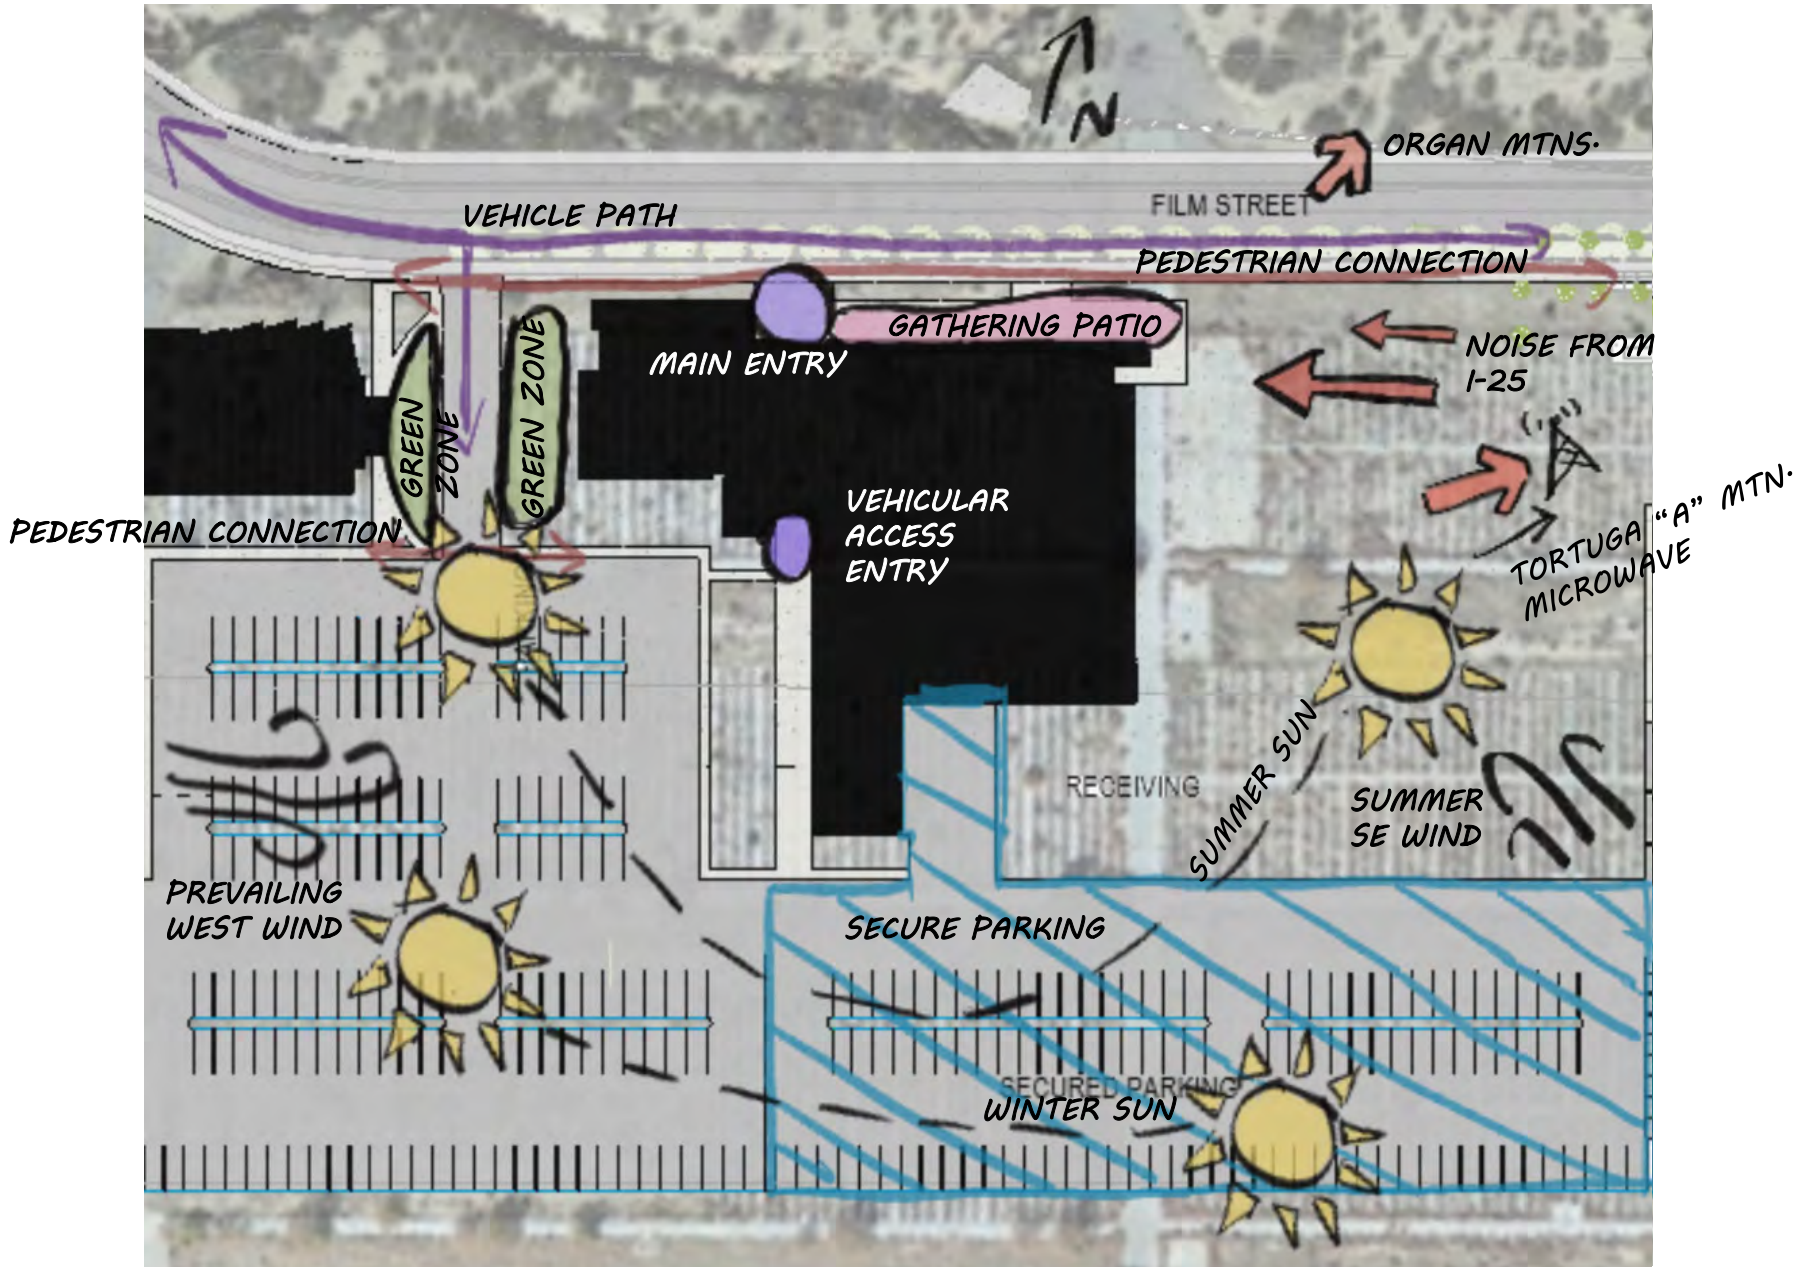 N
ORGAN MTNS.
FILM STREET
VEHICLE PATH
PEDESTRIAN CONNECTION
GATHERING PATIO
MAIN ENTRY
NOISE FROM
I-25
GREEN
ZONE
GREEN ZONE
VEHICULAR
ACCESS
ENTRY
PEDESTRIAN CONNECTION
TORTUGA "A" MTN.
MICROWAVE
SUMMER SUN
RECEIVING
SUMMER
SE WIND
PREVAILING
WEST WIND
SECURE PARKING
SECURED PARKING
WINTER SUN